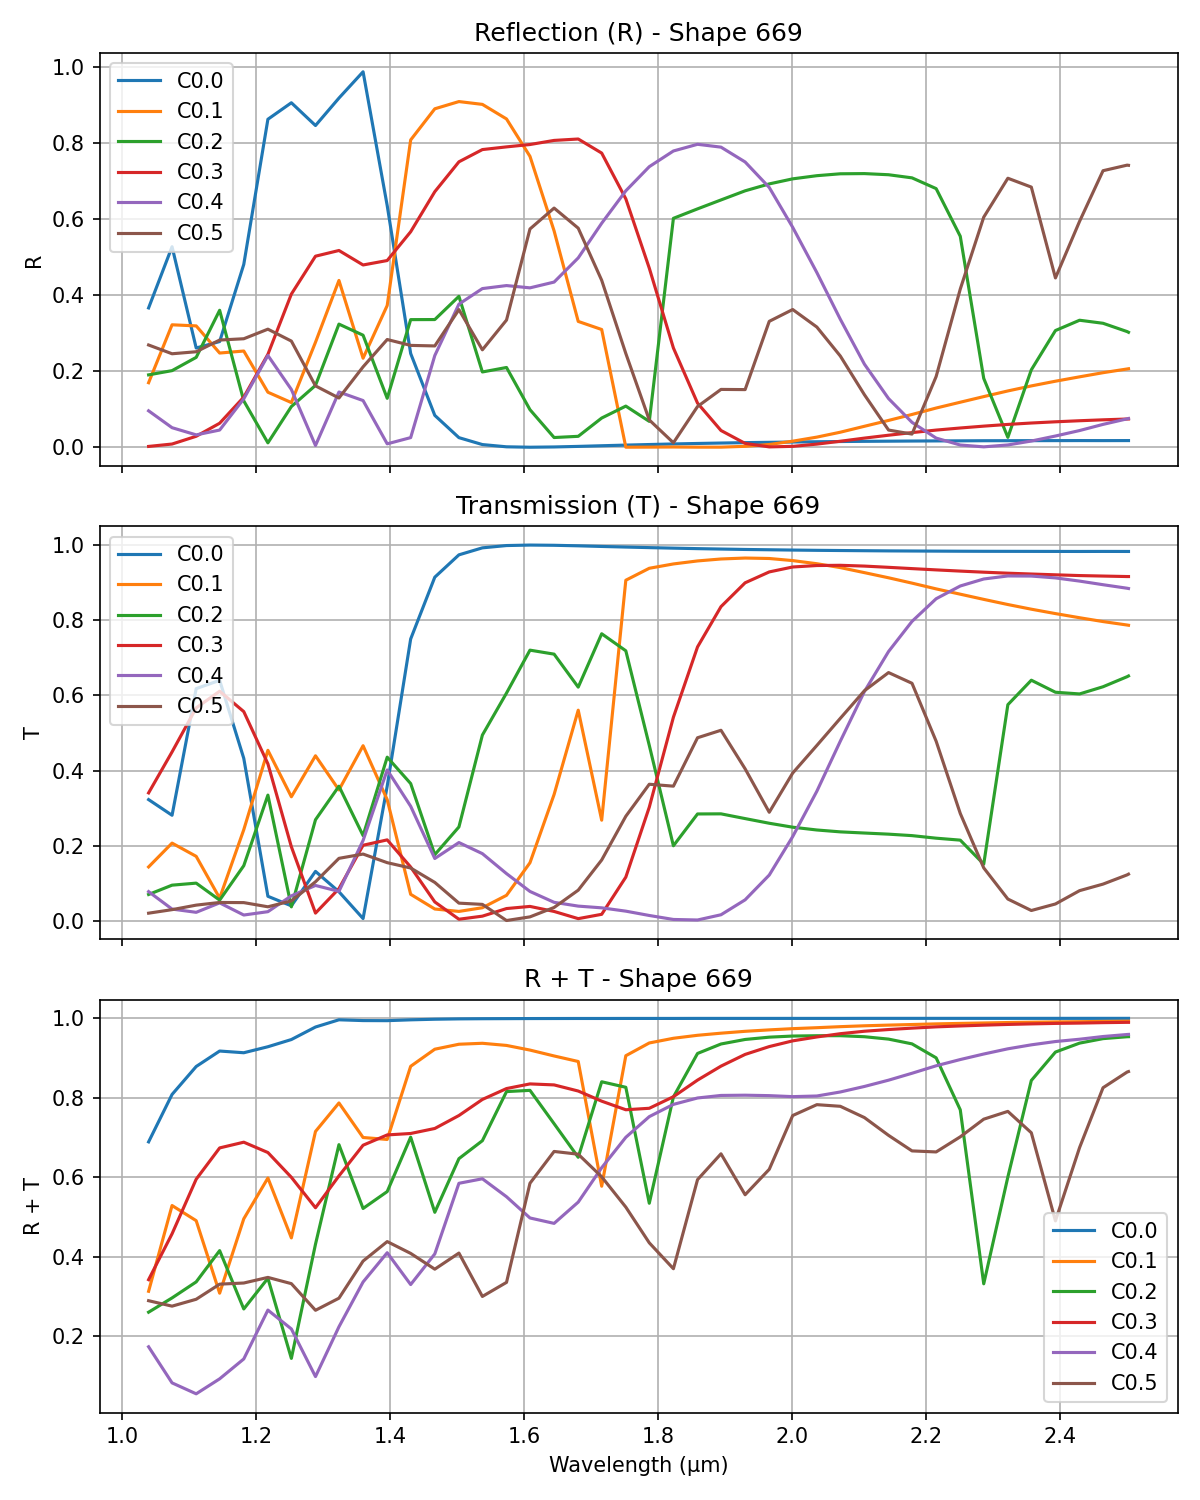 Reflection (R) - Shape 669
1.0
0.8
0.6
0.4
0.2
0.0
R
C0.0
C0.1
C0.2
C0.3
C0.4
C0.5
Transmission (T) - Shape 669
1.0
0.8
0.6
0.4
0.2
0.0
T
C0.0
C0.1
C0.2
C0.3
C0.4
C0.5
R + T - Shape 669
1.0
0.8
0.6
0.4
0.2
R + T
C0.0
C0.1
C0.2
C0.3
C0.4
C0.5
1.0 1.2 1.4 1.6 1.8 2.0 2.2 2.4
Wavelength (μm)